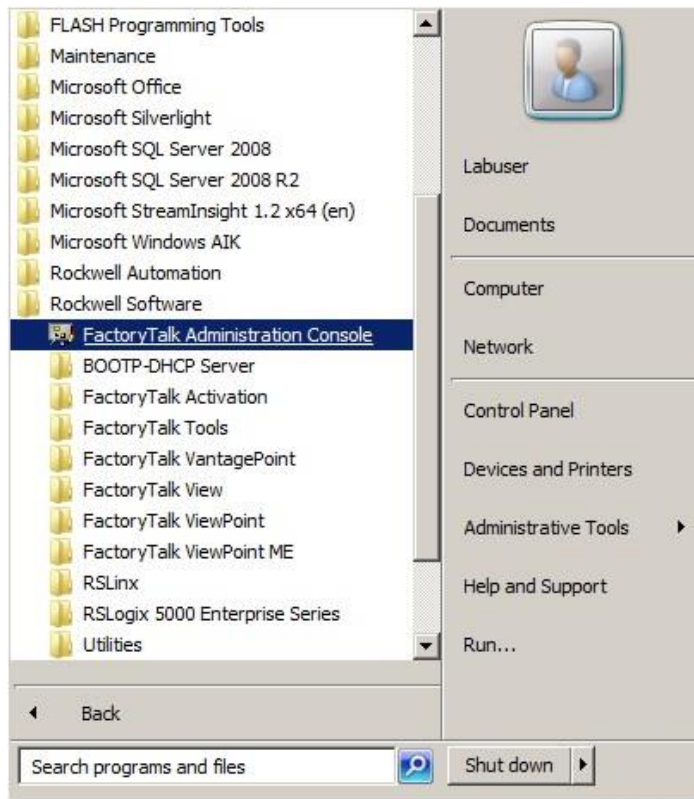 FLASH Programming Tools
Maintenance
Microsoft Office
Microsoft Silverlight
Microsoft SQL Server 2008
Microsoft SQL Server 2008 R2
Microsoft StreamInsight 1.2 x64 (en)
Microsoft Windows AIK
Rockwell Automation
Rockwell Software
FactoryTalk Administration Console
BOOTP-DHCP Server
FactoryTalk Activation
FactoryTalk Tools
FactoryTalk VantagePoint
FactoryTalk View
FactoryTalk ViewPoint
FactoryTalk ViewPoint ME
RSLinx
RSLogix 5000 Enterprise Series
Utilities
Back
Search programs and files
Labuser
Documents
Computer
Network
Control Panel
Devices and Printers
Administrative Tools
Help and Support
Run...
Shut down